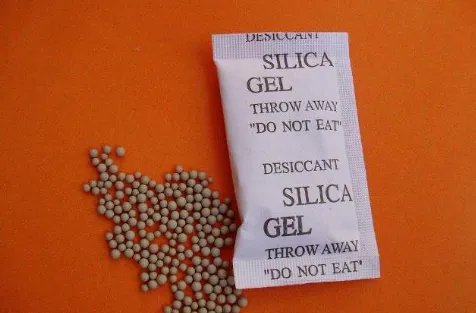 DESICCANT
SILICA
GEL
THROW AWAY
"DO NOT EAT"
DESICCANT
SILICA
GEL
THROW AWAY
"DO NOT EAT"